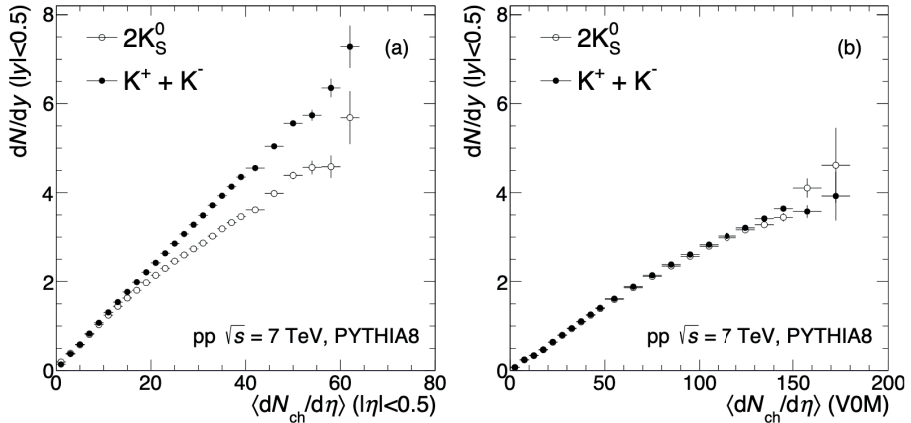 dN/dy (|y|<0.5)
8
6
4
2
0
2K⁰_S
K⁺ + K⁻
(a)
pp √s = 7 TeV, PYTHIA8
0 20 40 60 80
⟨dN_ch/dη⟩ (|η|<0.5)
dN/dy (|y|<0.5)
8
6
4
2
0
2K⁰_S
K⁺ + K⁻
(b)
pp √s = 7 TeV, PYTHIA8
0 50 100 150 200
⟨dN_ch/dη⟩ (V0M)